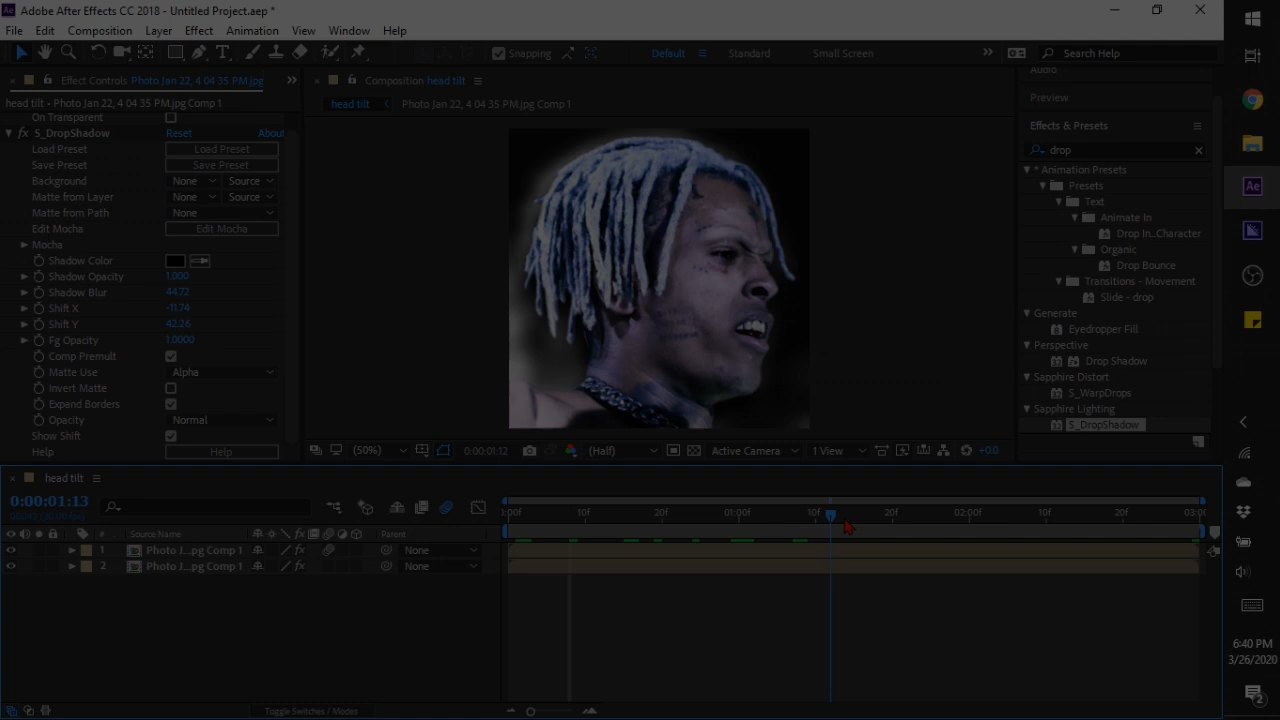 Adobe After Effects CC 2018 - Untitled Project.aep *
File Edit Composition Layer Effect Animation View Window Help
Snapping Default Standard Small Screen Search Help
Effect Controls Photo Jan 22, 4 04 35 PM.jpg
head tilt - Photo Jan 22, 4 04 35 PM.jpg Comp 1
On Transparent
fx S_DropShadow Reset About
Load Preset Load Preset
Save Preset Save Preset
Background None Source
Matte from Layer None Source
Matte from Path None
Edit Mocha Edit Mocha
Mocha
Shadow Color
Shadow Opacity 1.000
Shadow Blur 44.72
Shift X -11.74
Shift Y 42.26
Fg Opacity 1.0000
Comp Premult
Matte Use Alpha
Invert Matte
Expand Borders
Opacity Normal
Show Shift
Help Help
Composition head tilt
head tilt Photo Jan 22, 4 04 35 PM.jpg Comp 1
(50%) 0:00:01:12 (Half) Active Camera 1 View +0.0
Audio
Preview
Effects & Presets
drop
* Animation Presets
Presets
Text
Animate In
Drop In...Character
Organic
Drop Bounce
Transitions - Movement
Slide - drop
Generate
Eyedropper Fill
Perspective
Drop Shadow
Sapphire Distort
S_WarpDrops
Sapphire Lighting
S_DropShadow
head tilt
0:00:01:13
# Source Name Parent
1 Photo J...pg Comp 1 None
2 Photo J...pg Comp 1 None
:00f 10f 20f 01:00f 10f 20f 02:00f 10f 20f 03:00
Toggle Switches / Modes
6:40 PM
3/26/2020
2